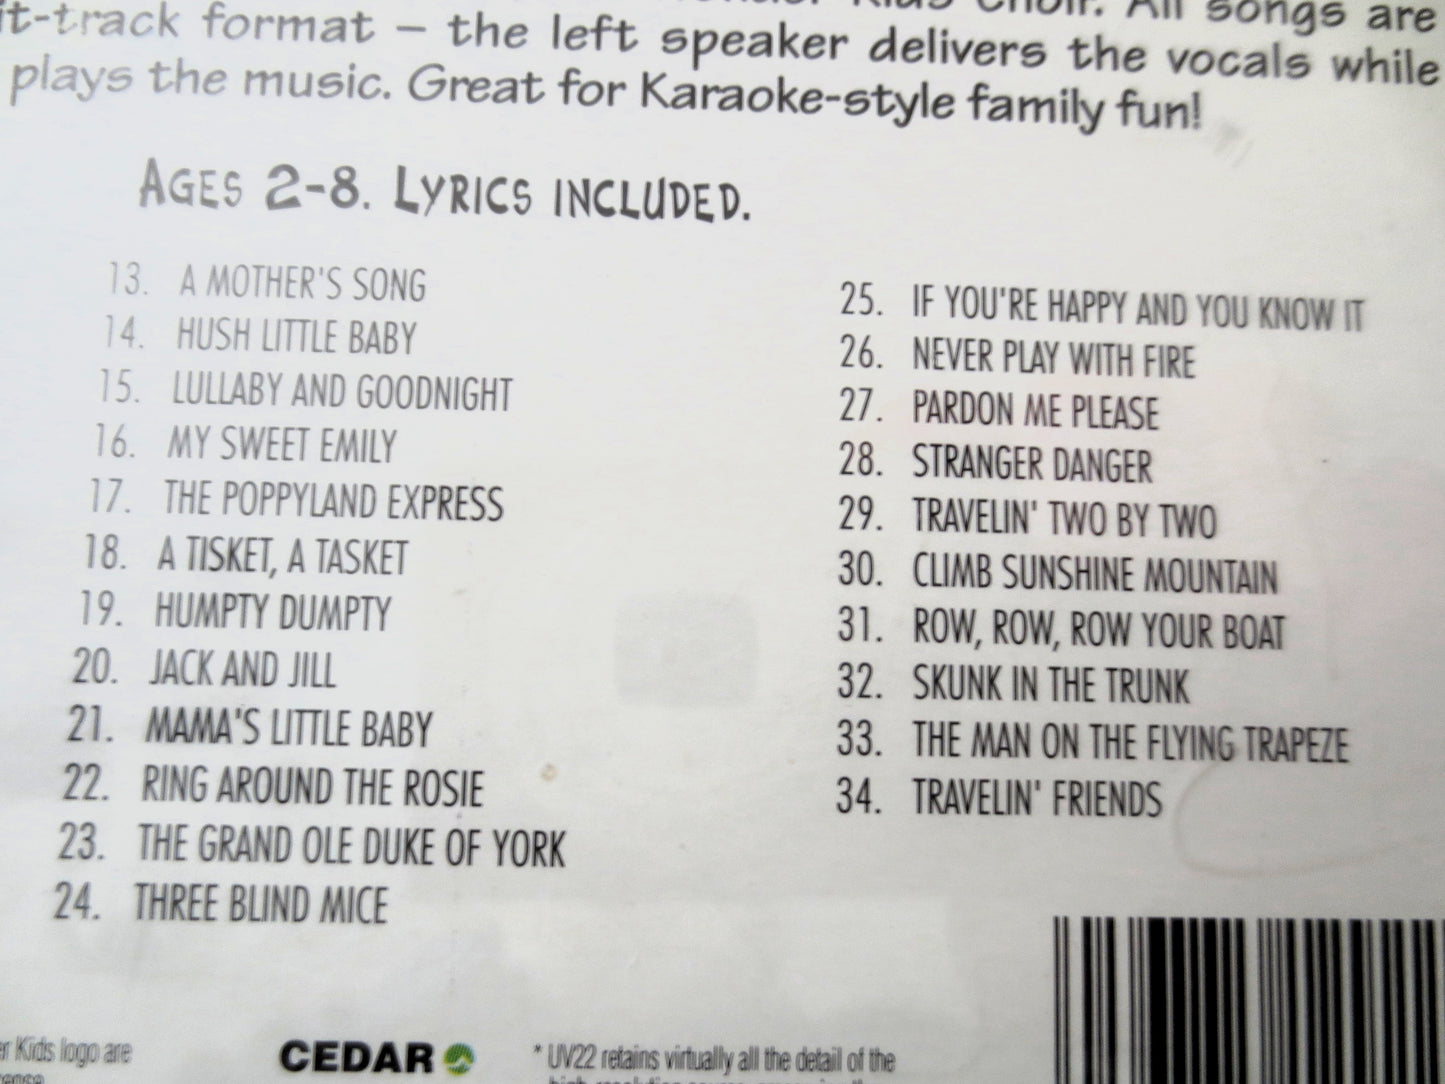 Choir. All songs are
format – the left speaker delivers the vocals while
plays the music. Great for Karaoke-style family fun!
AGES 2-8. LYRICS INCLUDED.
13. A MOTHER'S SONG
14. HUSH LITTLE BABY
15. LULLABY AND GOODNIGHT
16. MY SWEET EMILY
17. THE POPPYLAND EXPRESS
18. A TISKET, A TASKET
19. HUMPTY DUMPTY
20. JACK AND JILL
21. MAMA'S LITTLE BABY
22. RING AROUND THE ROSIE
23. THE GRAND OLE DUKE OF YORK
24. THREE BLIND MICE
25. IF YOU'RE HAPPY AND YOU KNOW IT
26. NEVER PLAY WITH FIRE
27. PARDON ME PLEASE
28. STRANGER DANGER
29. TRAVELIN' TWO BY TWO
30. CLIMB SUNSHINE MOUNTAIN
31. ROW, ROW, ROW YOUR BOAT
32. SKUNK IN THE TRUNK
33. THE MAN ON THE FLYING TRAPEZE
34. TRAVELIN' FRIENDS
Kids logo are
CEDAR
* UV22 retains virtually all the detail of the